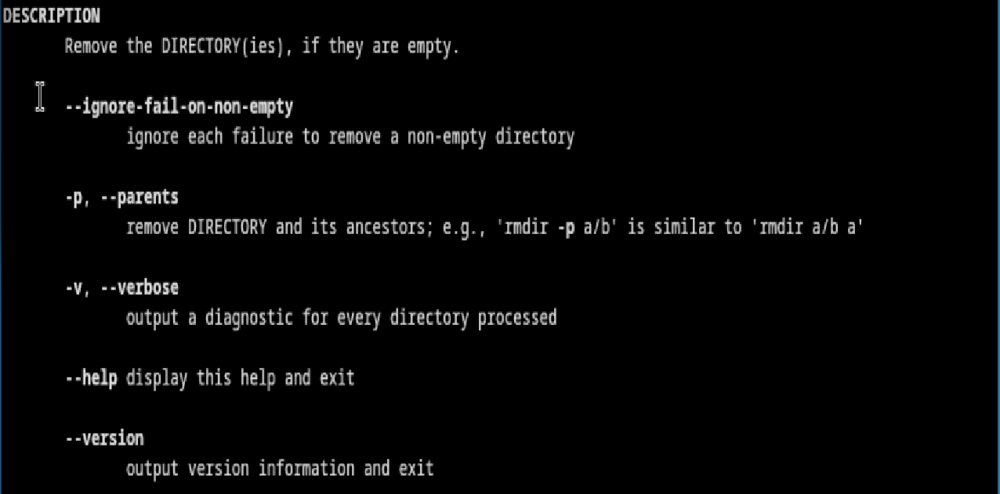 DESCRIPTION
Remove the DIRECTORY(ies), if they are empty.
--ignore-fail-on-non-empty
ignore each failure to remove a non-empty directory
-p, --parents
remove DIRECTORY and its ancestors; e.g., 'rmdir -p a/b' is similar to 'rmdir a/b a'
-v, --verbose
output a diagnostic for every directory processed
--help display this help and exit
--version
output version information and exit